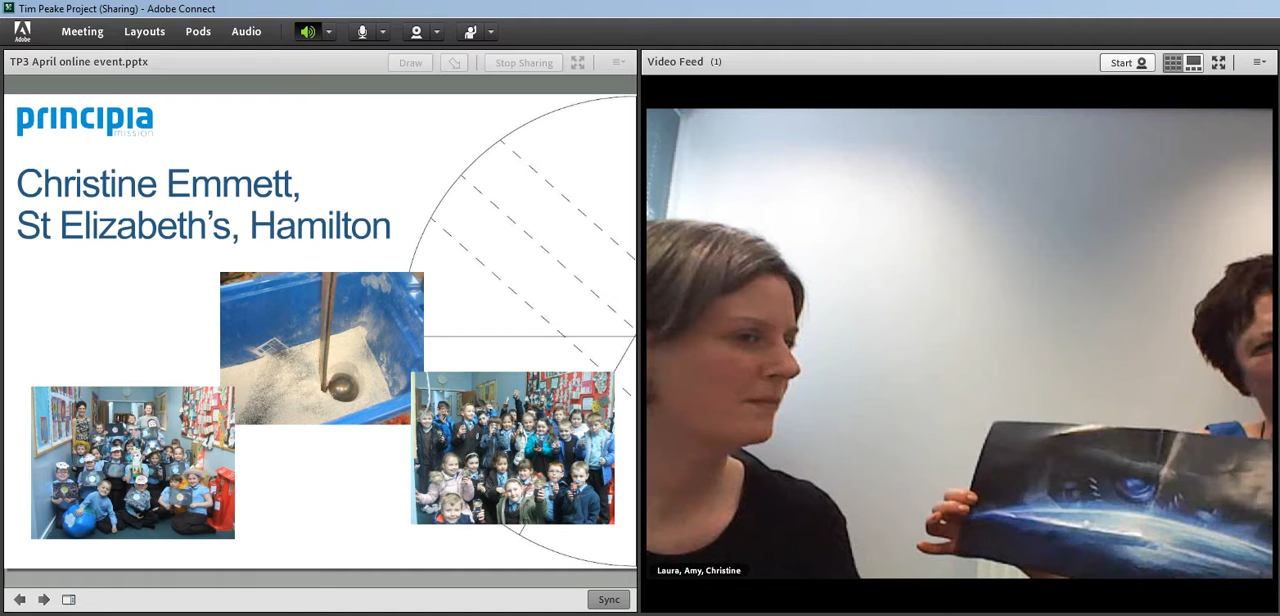 Tim Peake Project (Sharing) - Adobe Connect
Adobe
Meeting
Layouts
Pods
Audio
TP3 April online event.pptx
Draw
Stop Sharing
Video Feed (1)
Start
principia
mission
Christine Emmett,
St Elizabeth's, Hamilton
Laura, Amy, Christine
Sync